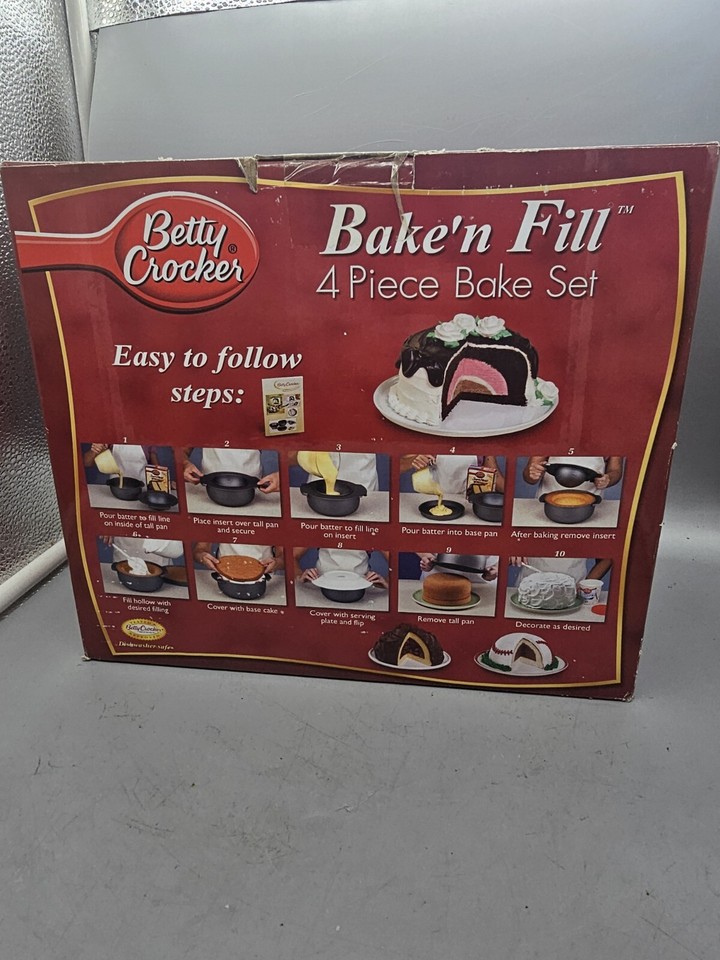 Betty
Crocker®
Bake'n Fill™
4 Piece Bake Set
Easy to follow
steps:
1
2
3
4
5
Pour batter to fill line
on inside of tall pan
Place insert over tall pan
and secure
Pour batter to fill line
on insert
Pour batter into base pan
After baking remove insert
6
7
8
9
10
Fill hollow with
desired filling
Cover with base cake
Cover with serving
plate and flip
Remove tall pan
Decorate as desired
Betty Crocker
Dishwasher safe